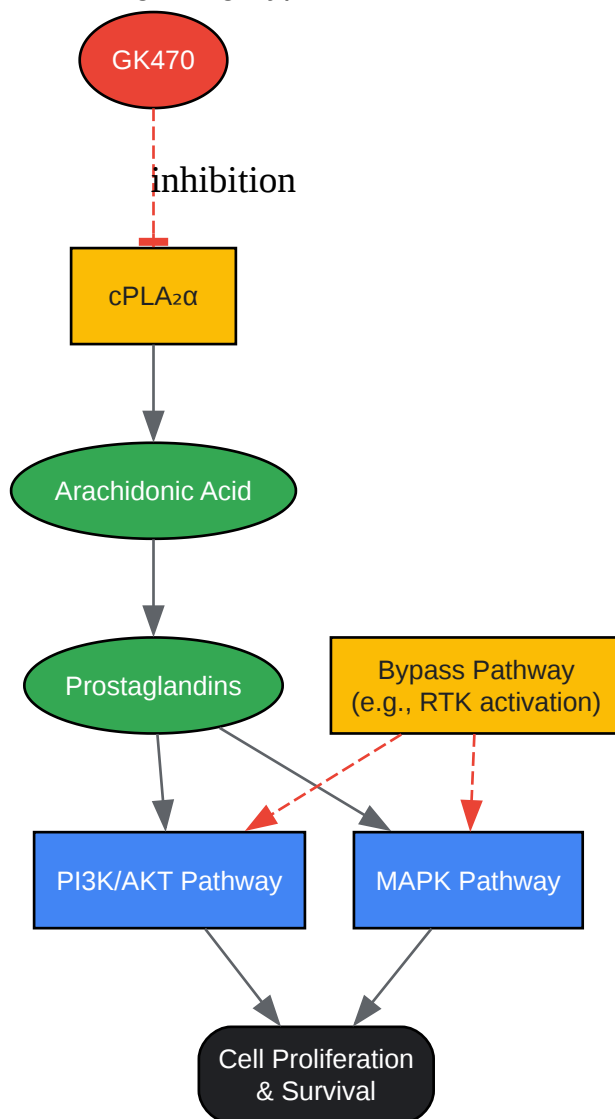 GK470
inhibition
cPLA₂α
Arachidonic Acid
Prostaglandins
Bypass Pathway
(e.g., RTK activation)
PI3K/AKT Pathway
MAPK Pathway
Cell Proliferation
& Survival